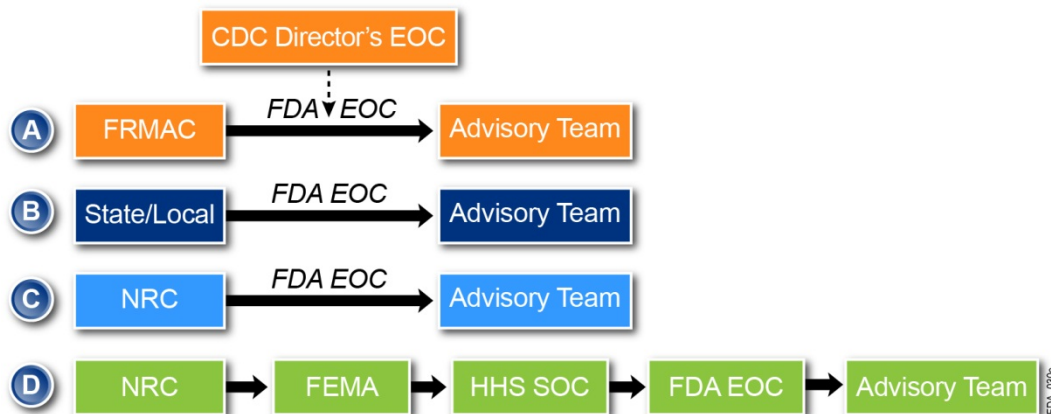 CDC Director's EOC
A FRMAC FDA EOC Advisory Team
B State/Local FDA EOC Advisory Team
C NRC FDA EOC Advisory Team
D NRC FEMA HHS SOC FDA EOC Advisory Team